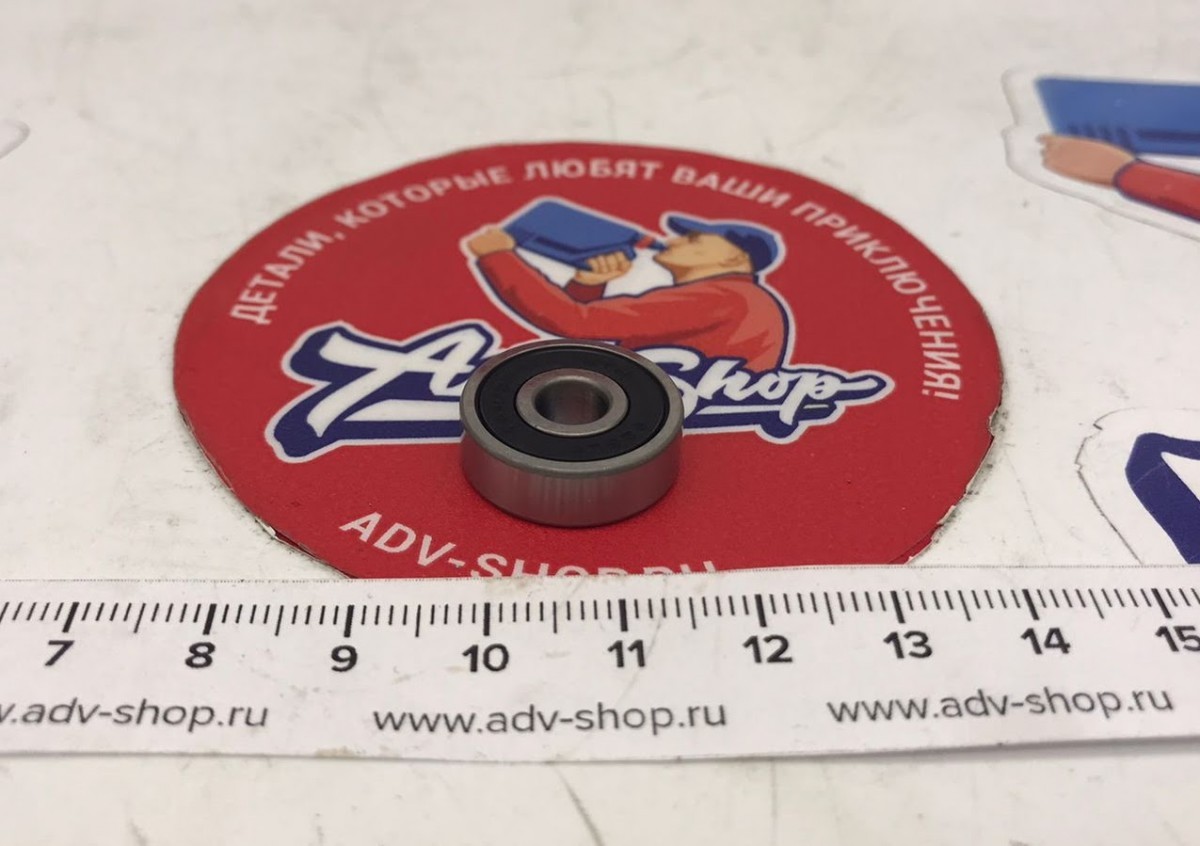 ДЕТАЛИ, КОТОРЫЕ ЛЮБЯТ ВАШИ ПРИКЛЮЧЕНИЯ!
Shop
ADV-SHOP.RU
7 8 9 10 11 12 13 14 15
www.adv-shop.ru www.adv-shop.ru